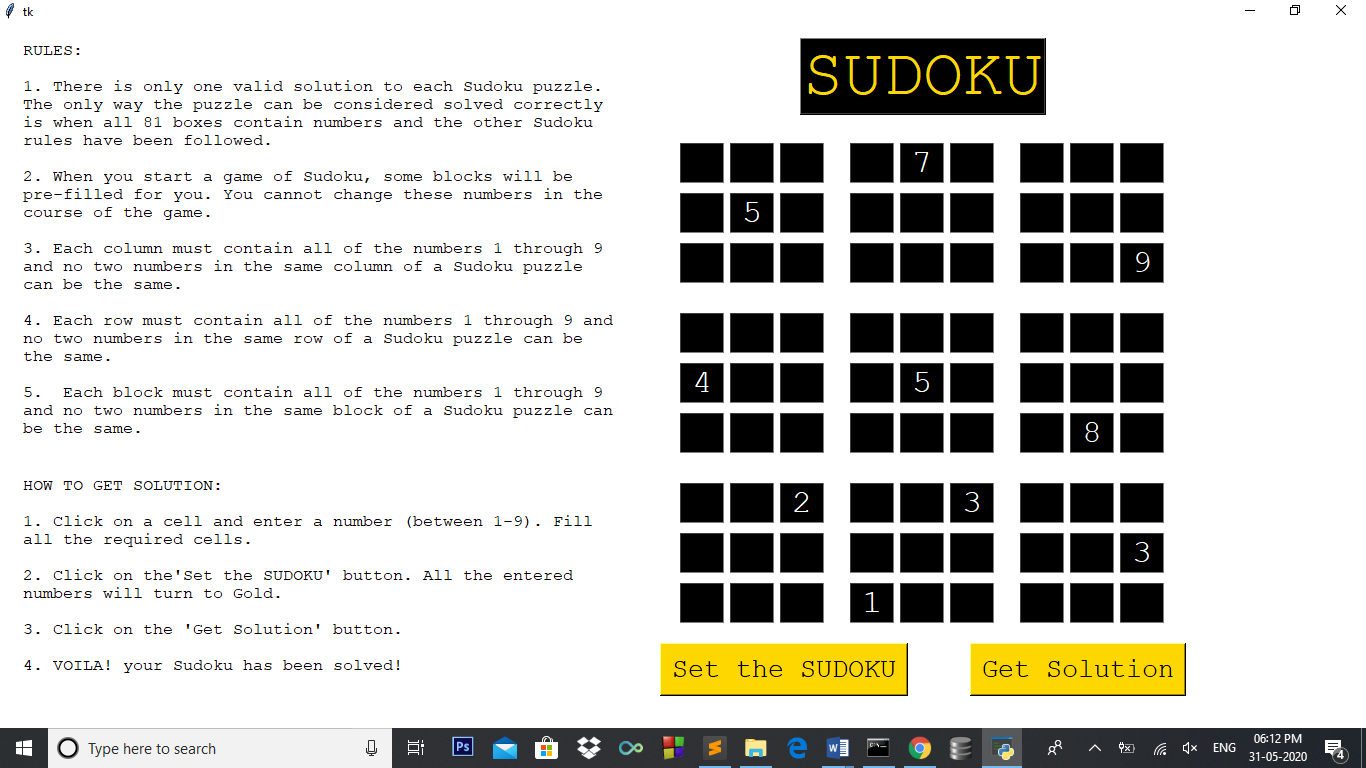 tk
RULES:
1. There is only one valid solution to each Sudoku puzzle.
The only way the puzzle can be considered solved correctly
is when all 81 boxes contain numbers and the other Sudoku
rules have been followed.
2. When you start a game of Sudoku, some blocks will be
pre-filled for you. You cannot change these numbers in the
course of the game.
3. Each column must contain all of the numbers 1 through 9
and no two numbers in the same column of a Sudoku puzzle
can be the same.
4. Each row must contain all of the numbers 1 through 9 and
no two numbers in the same row of a Sudoku puzzle can be
the same.
5.  Each block must contain all of the numbers 1 through 9
and no two numbers in the same block of a Sudoku puzzle can
be the same.
HOW TO GET SOLUTION:
1. Click on a cell and enter a number (between 1-9). Fill
all the required cells.
2. Click on the'Set the SUDOKU' button. All the entered
numbers will turn to Gold.
3. Click on the 'Get Solution' button.
4. VOILA! your Sudoku has been solved!
SUDOKU
7
5
9
4 5
8
2 3
3
1
Set the SUDOKU
Get Solution
Type here to search
Ps
ENG
06:12 PM
31-05-2020
4